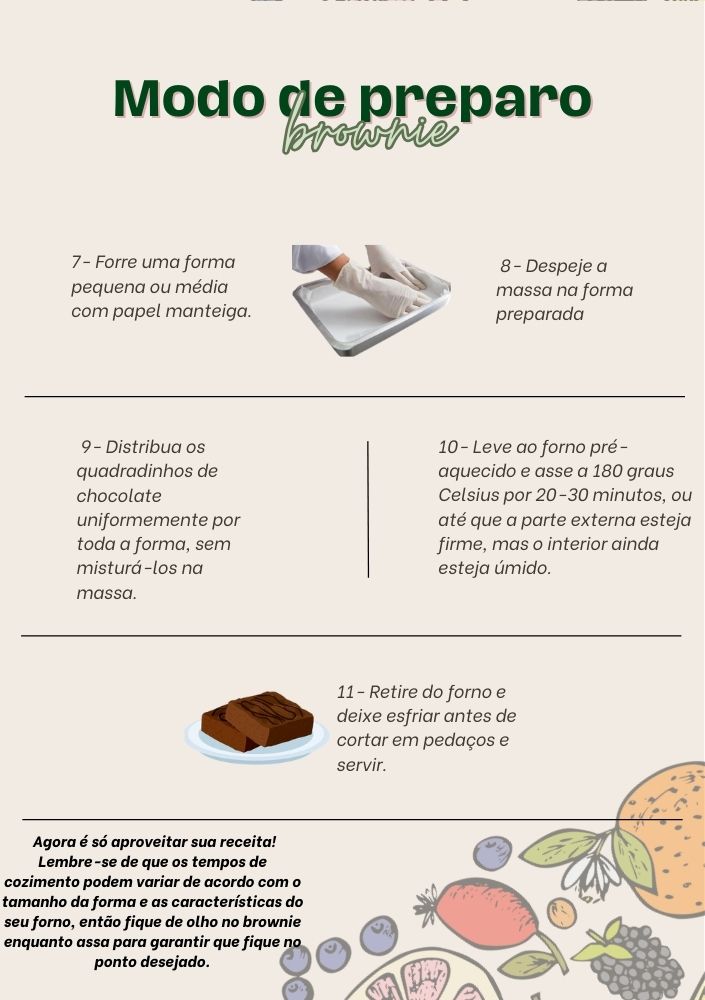 Modo de preparo
brownie
7- Forre uma forma
pequena ou média
com papel manteiga.
8- Despeje a
massa na forma
preparada
9- Distribua os
quadradinhos de
chocolate
uniformemente por
toda a forma, sem
misturá-los na
massa.
10- Leve ao forno pré-
aquecido e asse a 180 graus
Celsius por 20-30 minutos, ou
até que a parte externa esteja
firme, mas o interior ainda
esteja úmido.
11- Retire do forno e
deixe esfriar antes de
cortar em pedaços e
servir.
Agora é só aproveitar sua receita!
Lembre-se de que os tempos de
cozimento podem variar de acordo com o
tamanho da forma e as características do
seu forno, então fique de olho no brownie
enquanto assa para garantir que fique no
ponto desejado.